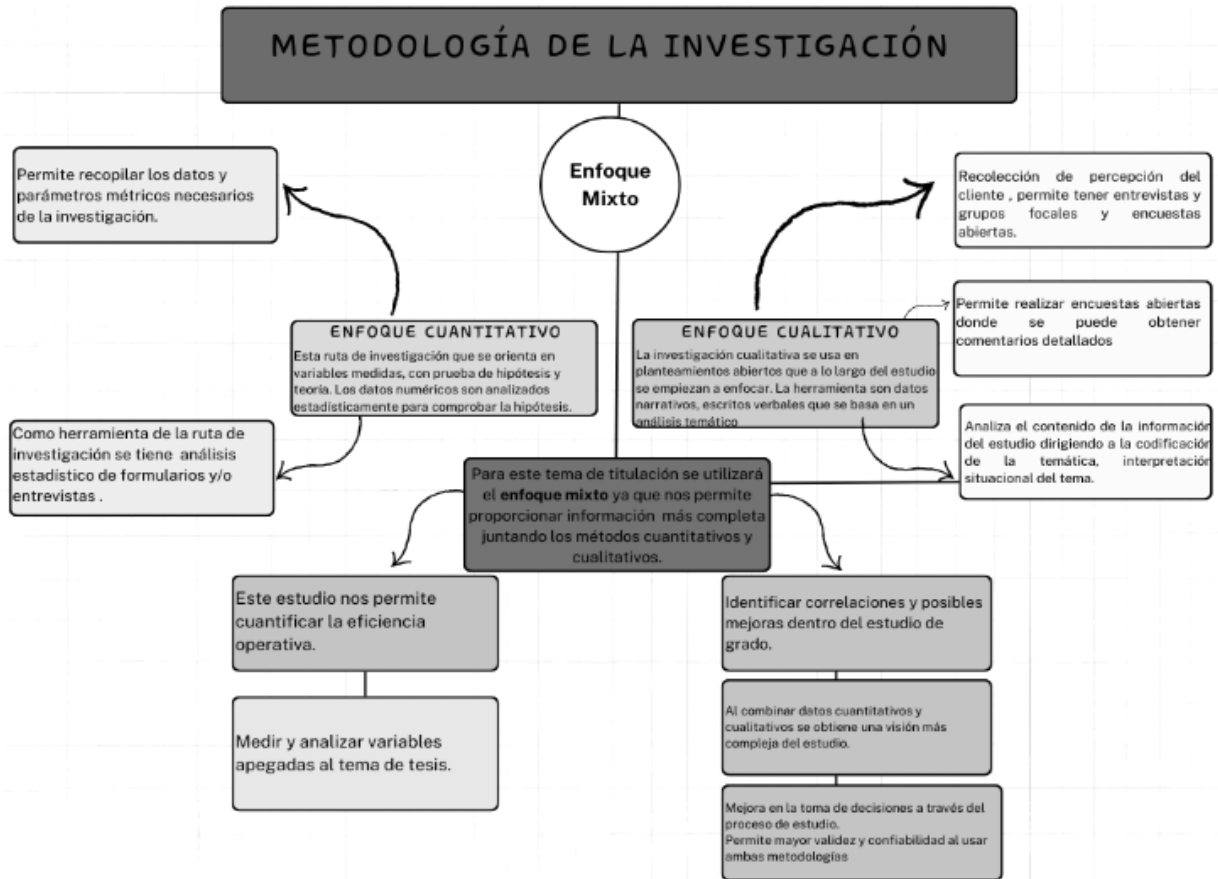 METODOLOGÍA DE LA INVESTIGACIÓN
Enfoque
Mixto
Permite recopilar los datos y
parámetros métricos necesarios
de la investigación.
Recolección de percepción del
cliente , permite tener entrevistas y
grupos focales y encuestas
abiertas.
Permite realizar encuestas abiertas
donde se puede obtener
comentarios detallados
ENFOQUE CUANTITATIVO
Esta ruta de investigación que se orienta en
variables medidas, con prueba de hipótesis y
teoría. Los datos numéricos son analizados
estadísticamente para comprobar la hipótesis.
ENFOQUE CUALITATIVO
La investigación cualitativa se usa en
planteamientos abiertos que a lo largo del estudio
se empiezan a enfocar. La herramienta son datos
narrativos, escritos verbales que se basa en un
análisis temático
Como herramienta de la ruta de
investigación se tiene análisis
estadístico de formularios y/o
entrevistas .
Analiza el contenido de la información
del estudio dirigiendo a la codificación
de la temática, interpretación
situacional del tema.
Para este tema de titulación se utilizará
el enfoque mixto ya que nos permite
proporcionar información más completa
juntando los métodos cuantitativos y
cualitativos.
Este estudio nos permite
cuantificar la eficiencia
operativa.
Medir y analizar variables
apegadas al tema de tesis.
Identificar correlaciones y posibles
mejoras dentro del estudio de
grado.
Al combinar datos cuantitativos y
cualitativos se obtiene una visión más
compleja del estudio.
Mejora en la toma de decisiones a través del
proceso de estudio.
Permite mayor validez y confiabilidad al usar
ambas metodologías